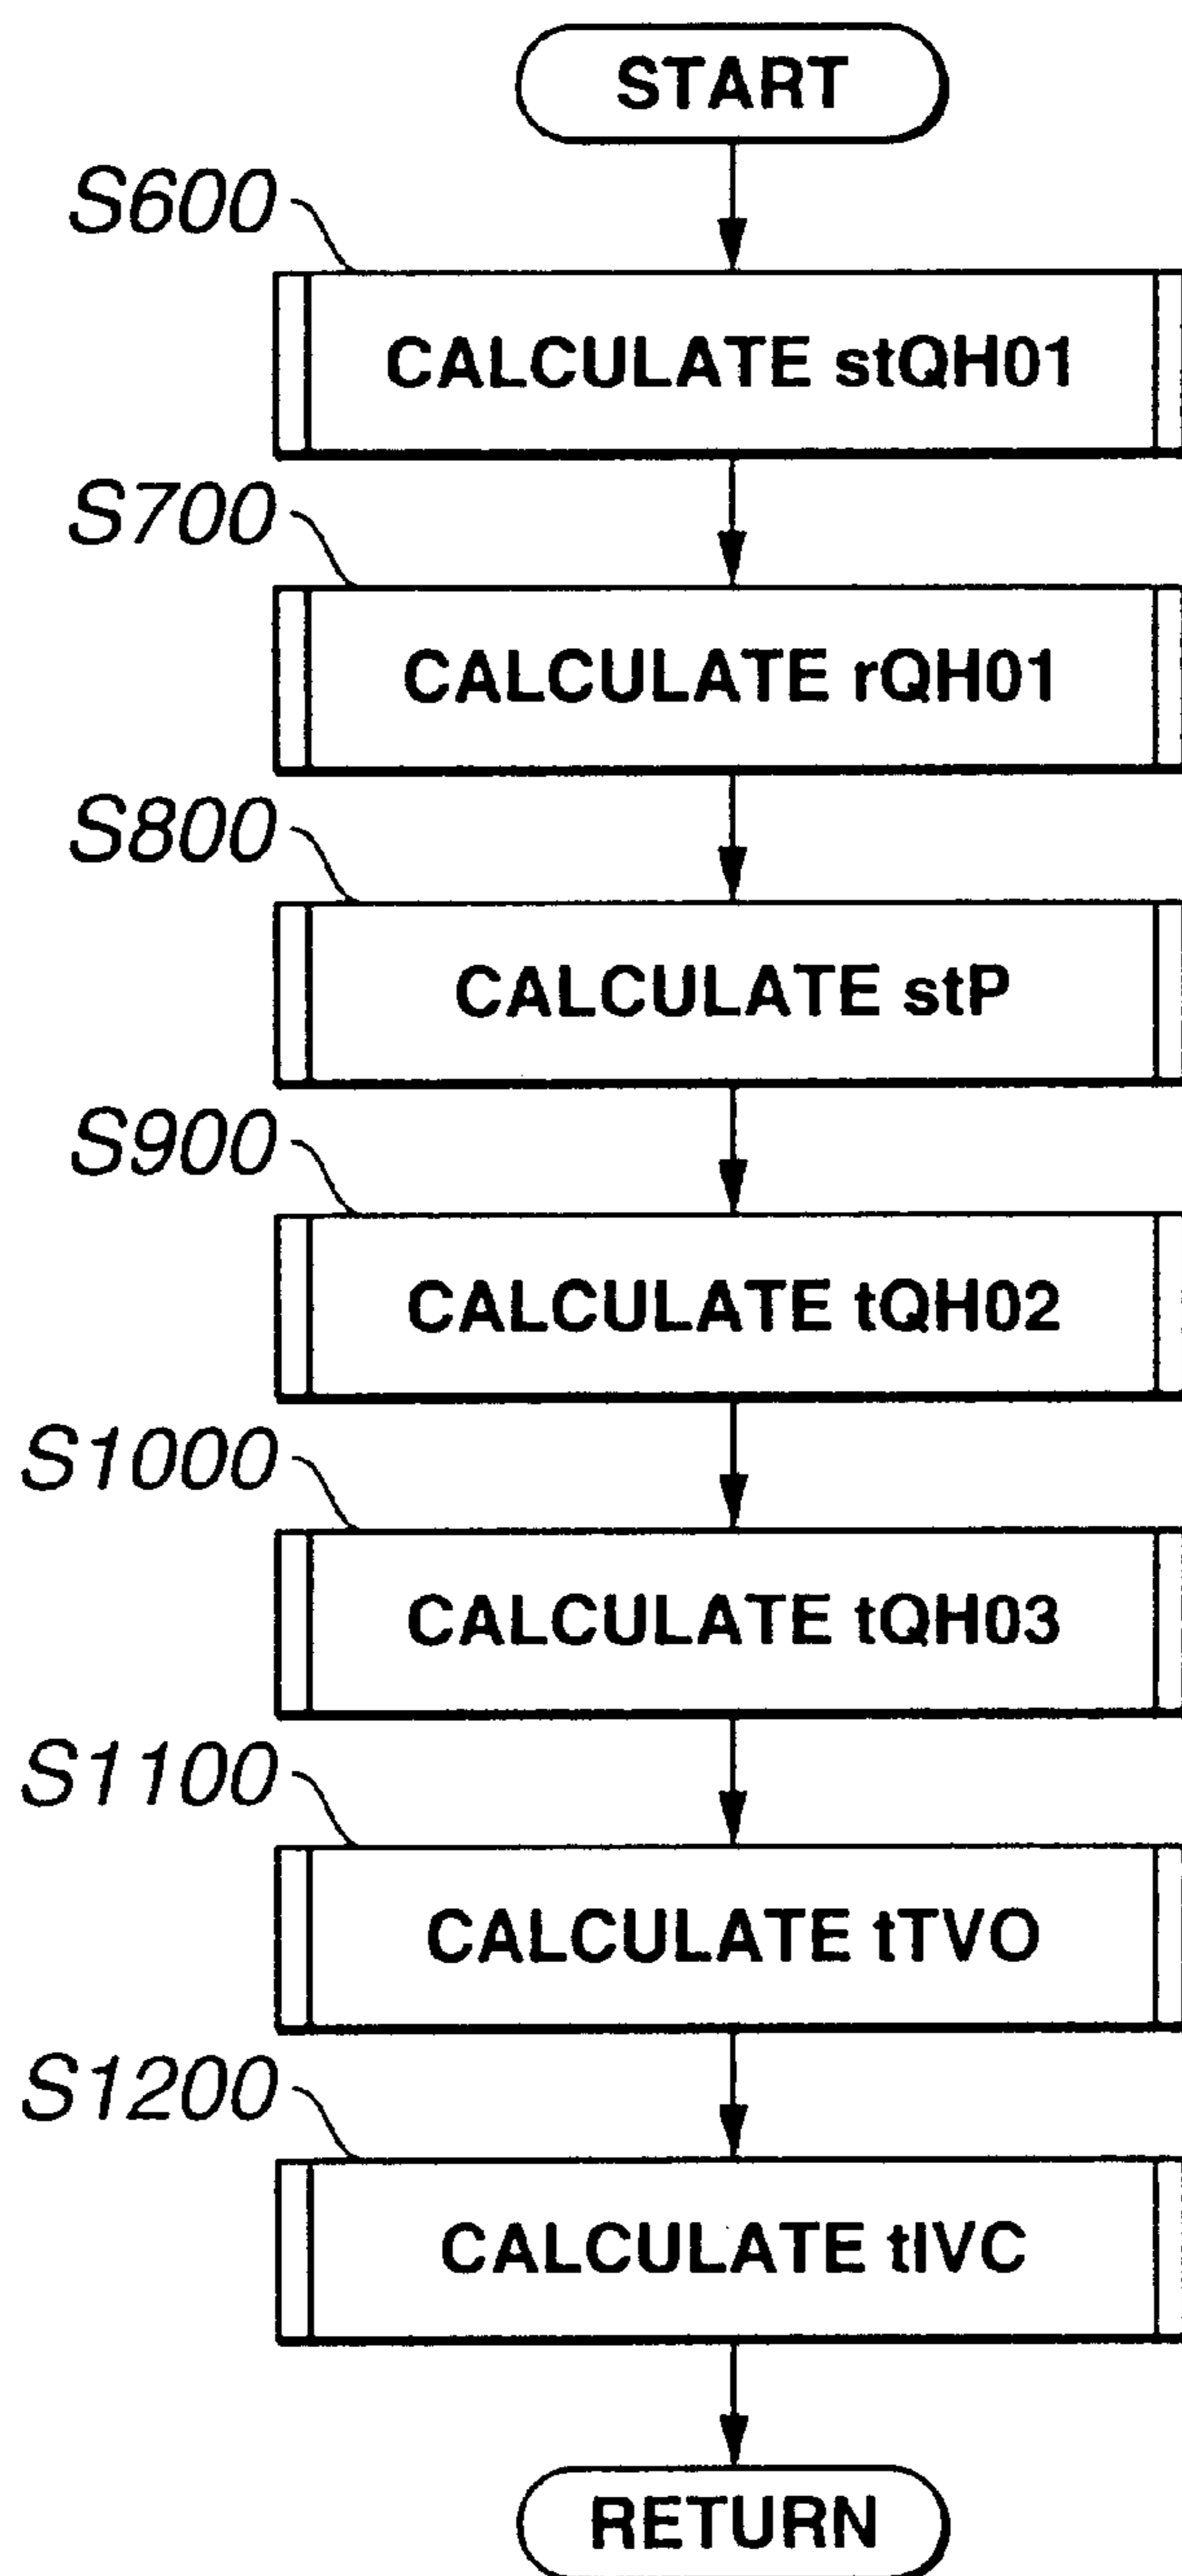 START
S600
CALCULATE stQH01
S700
CALCULATE rQH01
S800
CALCULATE stP
S900
CALCULATE tQH02
S1000
CALCULATE tQH03
S1100
CALCULATE tTVO
S1200
CALCULATE tIVC
RETURN